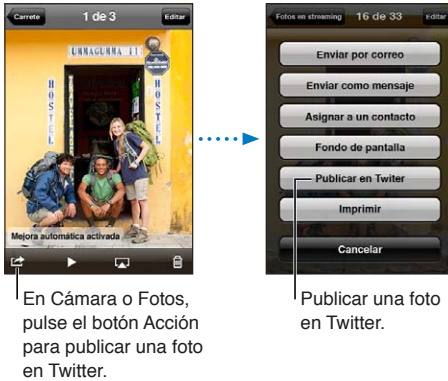 Carrete
1 de 3
Editar
UMMAGUMMA III
HOSTEL
HOSTEL
Mejora automática activada
En Cámara o Fotos,
pulse el botón Acción
para publicar una foto
en Twitter.
Fotos en streaming
16 de 33
Editar
Enviar por correo
Enviar como mensaje
Asignar a un contacto
Fondo de pantalla
Publicar en Twiter
Imprimir
Cancelar
Publicar una foto
en Twitter.